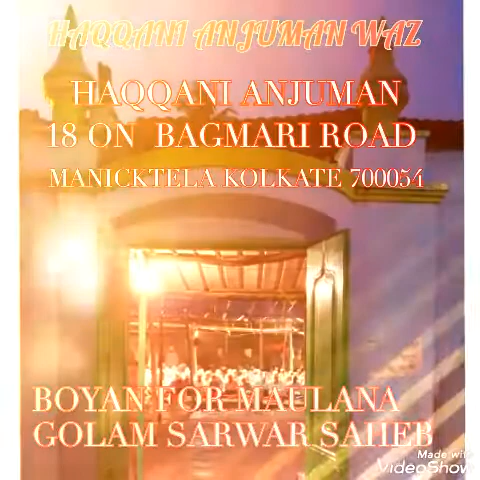 HAQQANI ANJUMAN WAZ
HAQQANI ANJUMAN
18 ON BAGMARI ROAD
MANICKTELA KOLKATE 700054
BOYAN FOR MAULANA
GOLAM SARWAR SAHEB
Made with
VideoShow